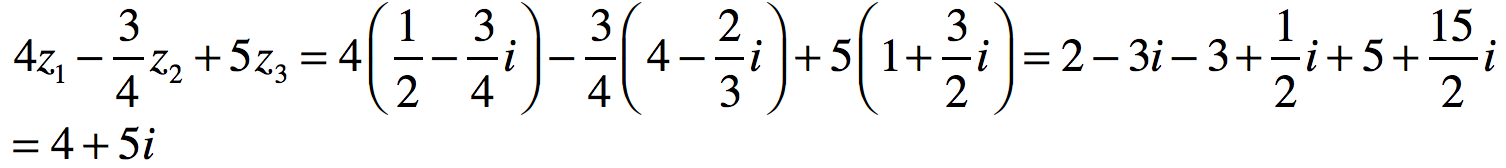 4z₁ − 3/4 z₂ + 5z₃ = 4(1/2 − 3/4 i) − 3/4(4 − 2/3 i) + 5(1 + 3/2 i) = 2 − 3i − 3 + 1/2 i + 5 + 15/2 i
= 4 + 5i